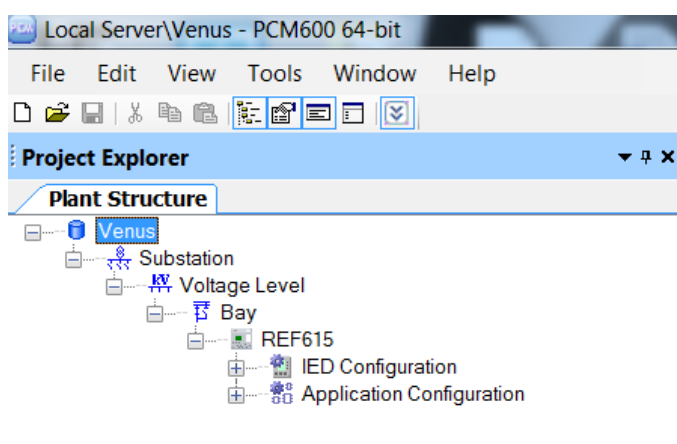 Local Server\Venus - PCM600 64-bit
File Edit View Tools Window Help
Project Explorer
Plant Structure
Venus
Substation
kV Voltage Level
Bay
REF615
IED Configuration
Application Configuration